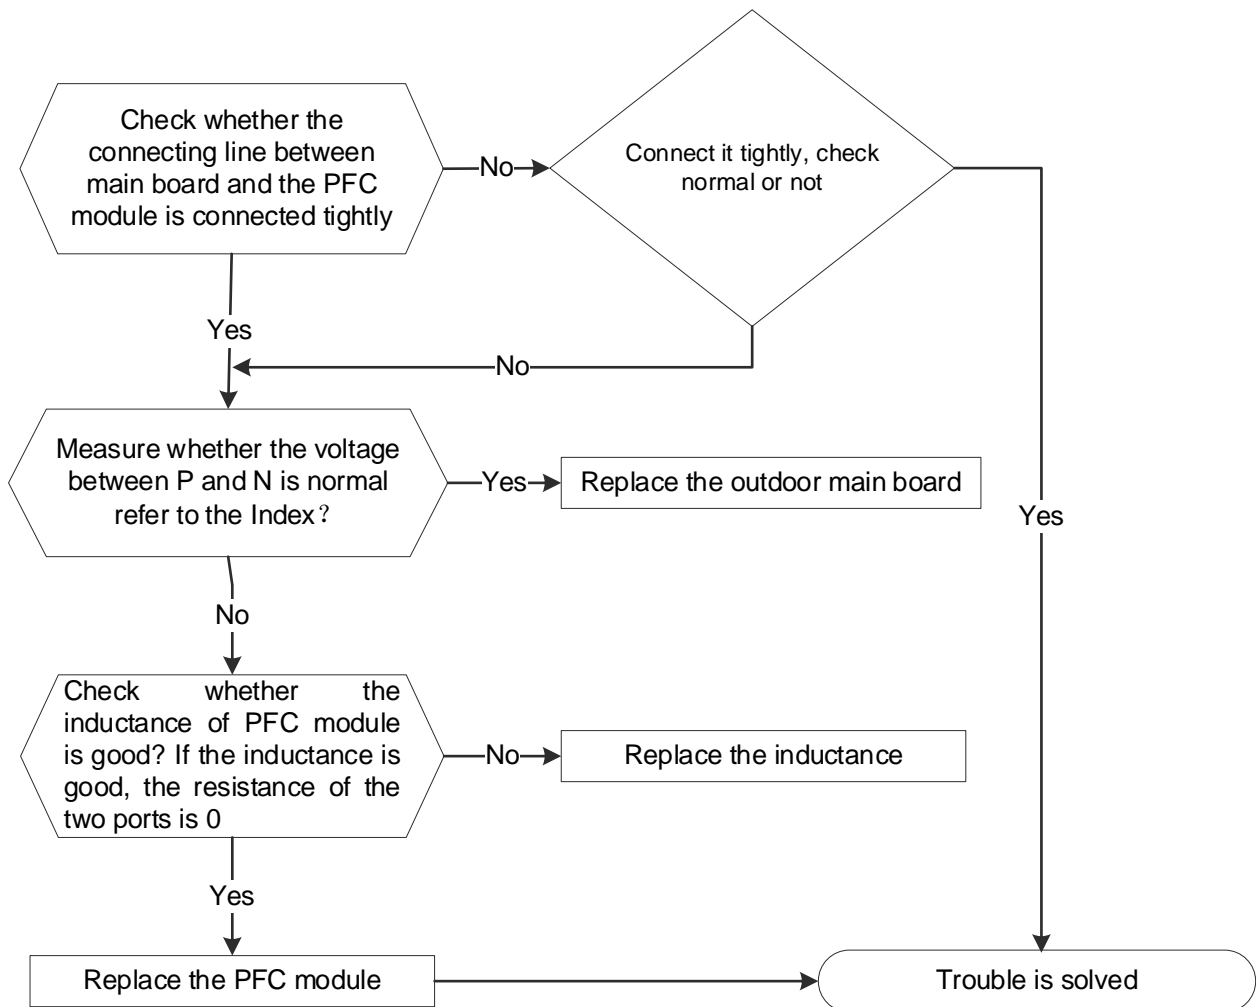 Check whether the
connecting line between
main board and the PFC
module is connected tightly
No
Connect it tightly, check
normal or not
Yes
No
Measure whether the voltage
between P and N is normal
refer to the Index？
Yes
Replace the outdoor main board
Yes
No
Check whether the
inductance of PFC module
is good? If the inductance is
good, the resistance of the
two ports is 0
No
Replace the inductance
Yes
Replace the PFC module
Trouble is solved